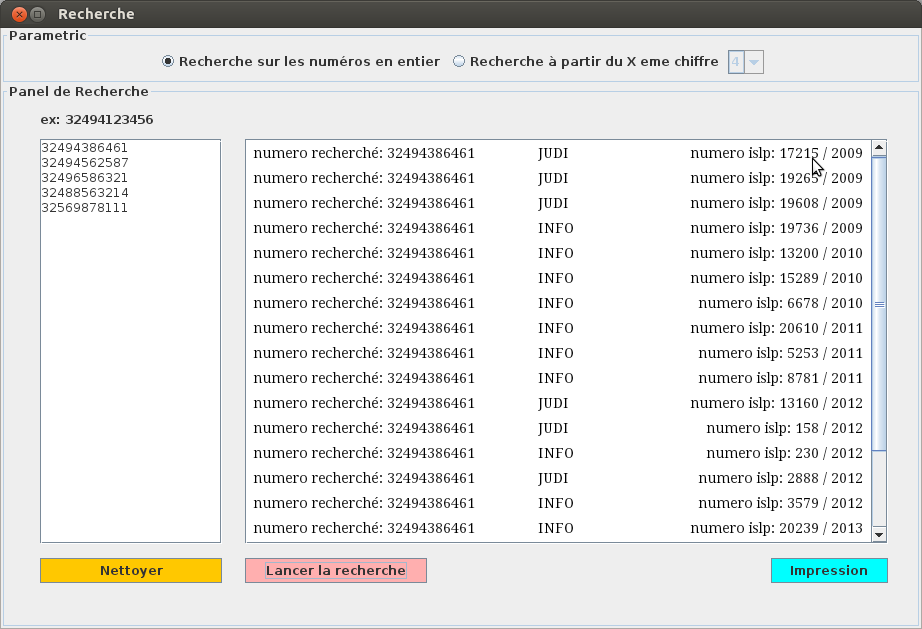 Recherche
Parametric
Recherche sur les numéros en entier Recherche à partir du X eme chiffre 4
Panel de Recherche
ex: 32494123456
32494386461
32494562587
32496586321
32488563214
32569878111
numero recherché: 32494386461 JUDI numero islp: 17215 / 2009
numero recherché: 32494386461 JUDI numero islp: 19265 / 2009
numero recherché: 32494386461 JUDI numero islp: 19608 / 2009
numero recherché: 32494386461 INFO numero islp: 19736 / 2009
numero recherché: 32494386461 INFO numero islp: 13200 / 2010
numero recherché: 32494386461 INFO numero islp: 15289 / 2010
numero recherché: 32494386461 INFO numero islp: 6678 / 2010
numero recherché: 32494386461 INFO numero islp: 20610 / 2011
numero recherché: 32494386461 INFO numero islp: 5253 / 2011
numero recherché: 32494386461 INFO numero islp: 8781 / 2011
numero recherché: 32494386461 JUDI numero islp: 13160 / 2012
numero recherché: 32494386461 JUDI numero islp: 158 / 2012
numero recherché: 32494386461 INFO numero islp: 230 / 2012
numero recherché: 32494386461 JUDI numero islp: 2888 / 2012
numero recherché: 32494386461 INFO numero islp: 3579 / 2012
numero recherché: 32494386461 INFO numero islp: 20239 / 2013
Nettoyer Lancer la recherche Impression